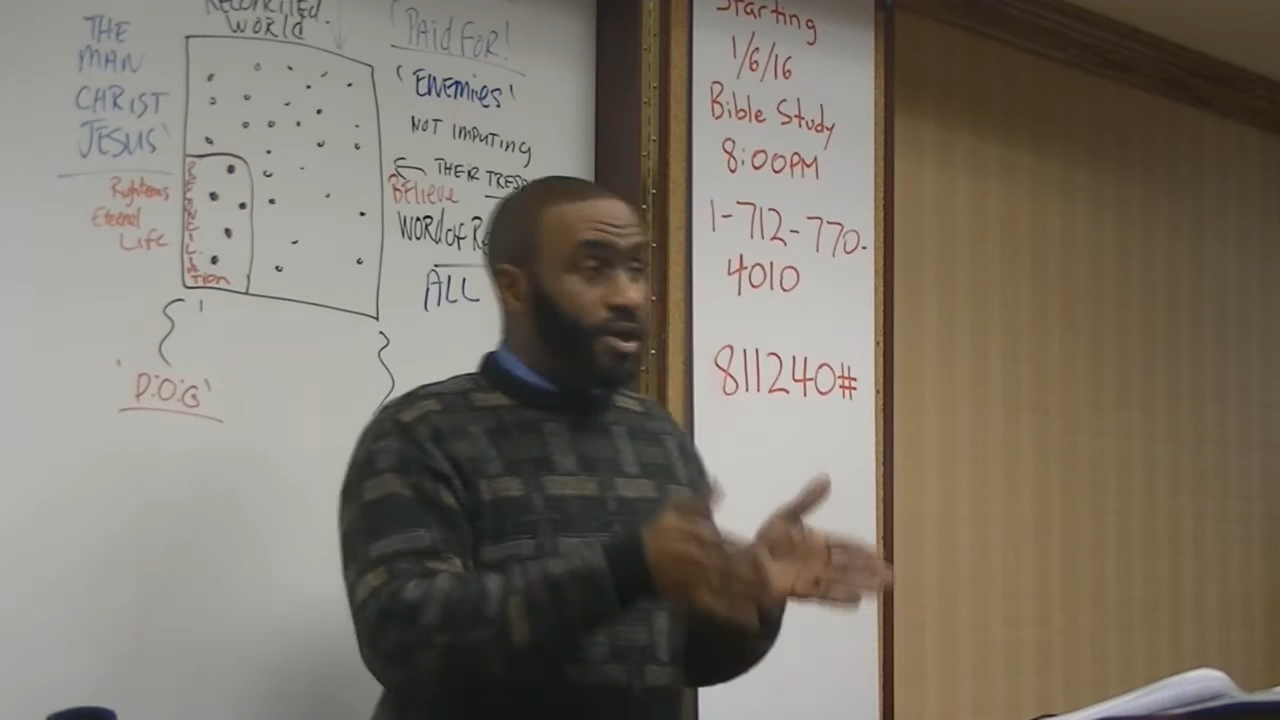 THE
MAN
CHRIST
JESUS'
Righteous
Eternal
Life
RECONCILED
WORLD
TION
'D.O.G'
'PAID FOR!
'ENEMIES'
NOT IMPUTING
THEIR
BELIEVE
WORD OF
ALL
Starting
1/6/16
Bible Study
8:00PM
1-712-770-
4010
811240#